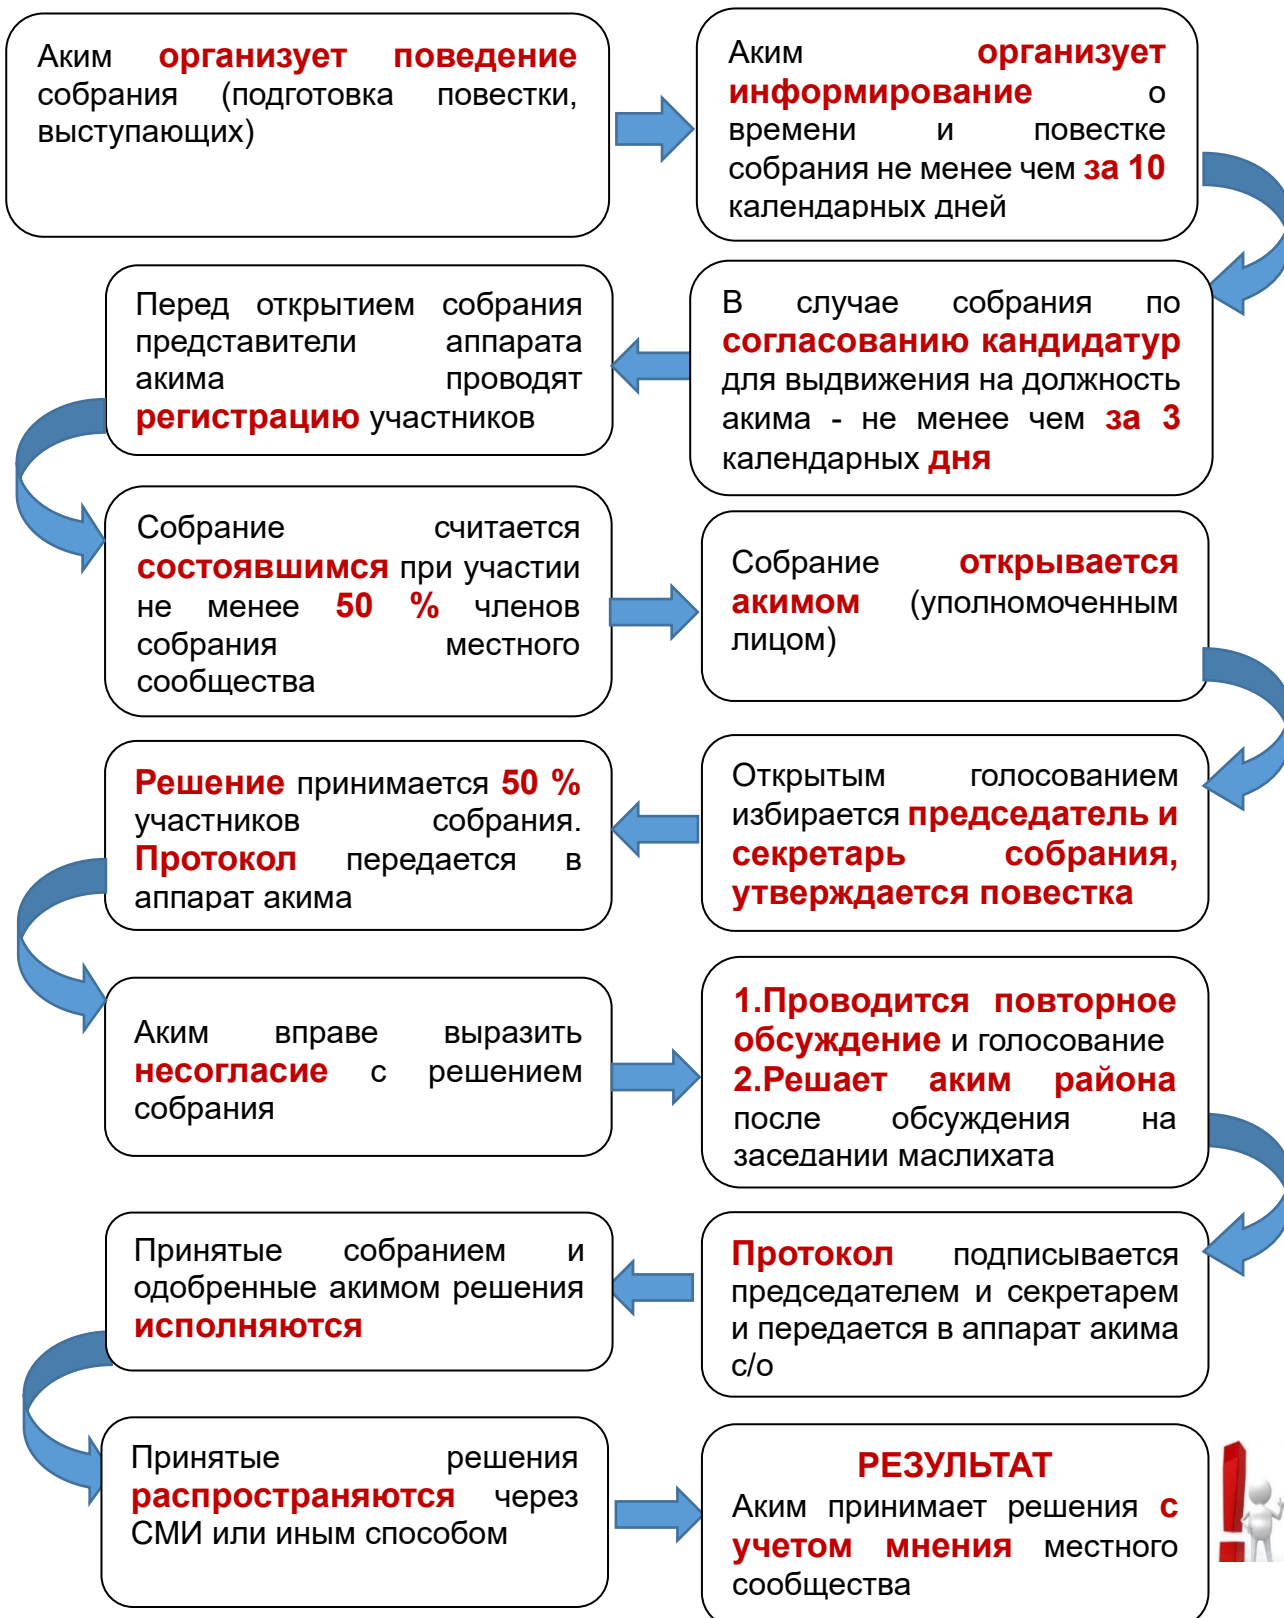 Аким организует поведение
собрания (подготовка повестки,
выступающих)
Аким организует
информирование о
времени и повестке
собрания не менее чем за 10
календарных дней
В случае собрания по
согласованию кандидатур
для выдвижения на должность
акима - не менее чем за 3
календарных дня
Перед открытием собрания
представители аппарата
акима проводят
регистрацию участников
Собрание считается
состоявшимся при участии
не менее 50 % членов
собрания местного
сообщества
Собрание открывается
акимом (уполномоченным
лицом)
Открытым голосованием
избирается председатель и
секретарь собрания,
утверждается повестка
Решение принимается 50 %
участников собрания.
Протокол передается в
аппарат акима
Аким вправе выразить
несогласие с решением
собрания
1.Проводится повторное
обсуждение и голосование
2.Решает аким района
после обсуждения на
заседании маслихата
Протокол подписывается
председателем и секретарем
и передается в аппарат акима
с/о
Принятые собранием и
одобренные акимом решения
исполняются
Принятые решения
распространяются через
СМИ или иным способом
РЕЗУЛЬТАТ
Аким принимает решения с
учетом мнения местного
сообщества